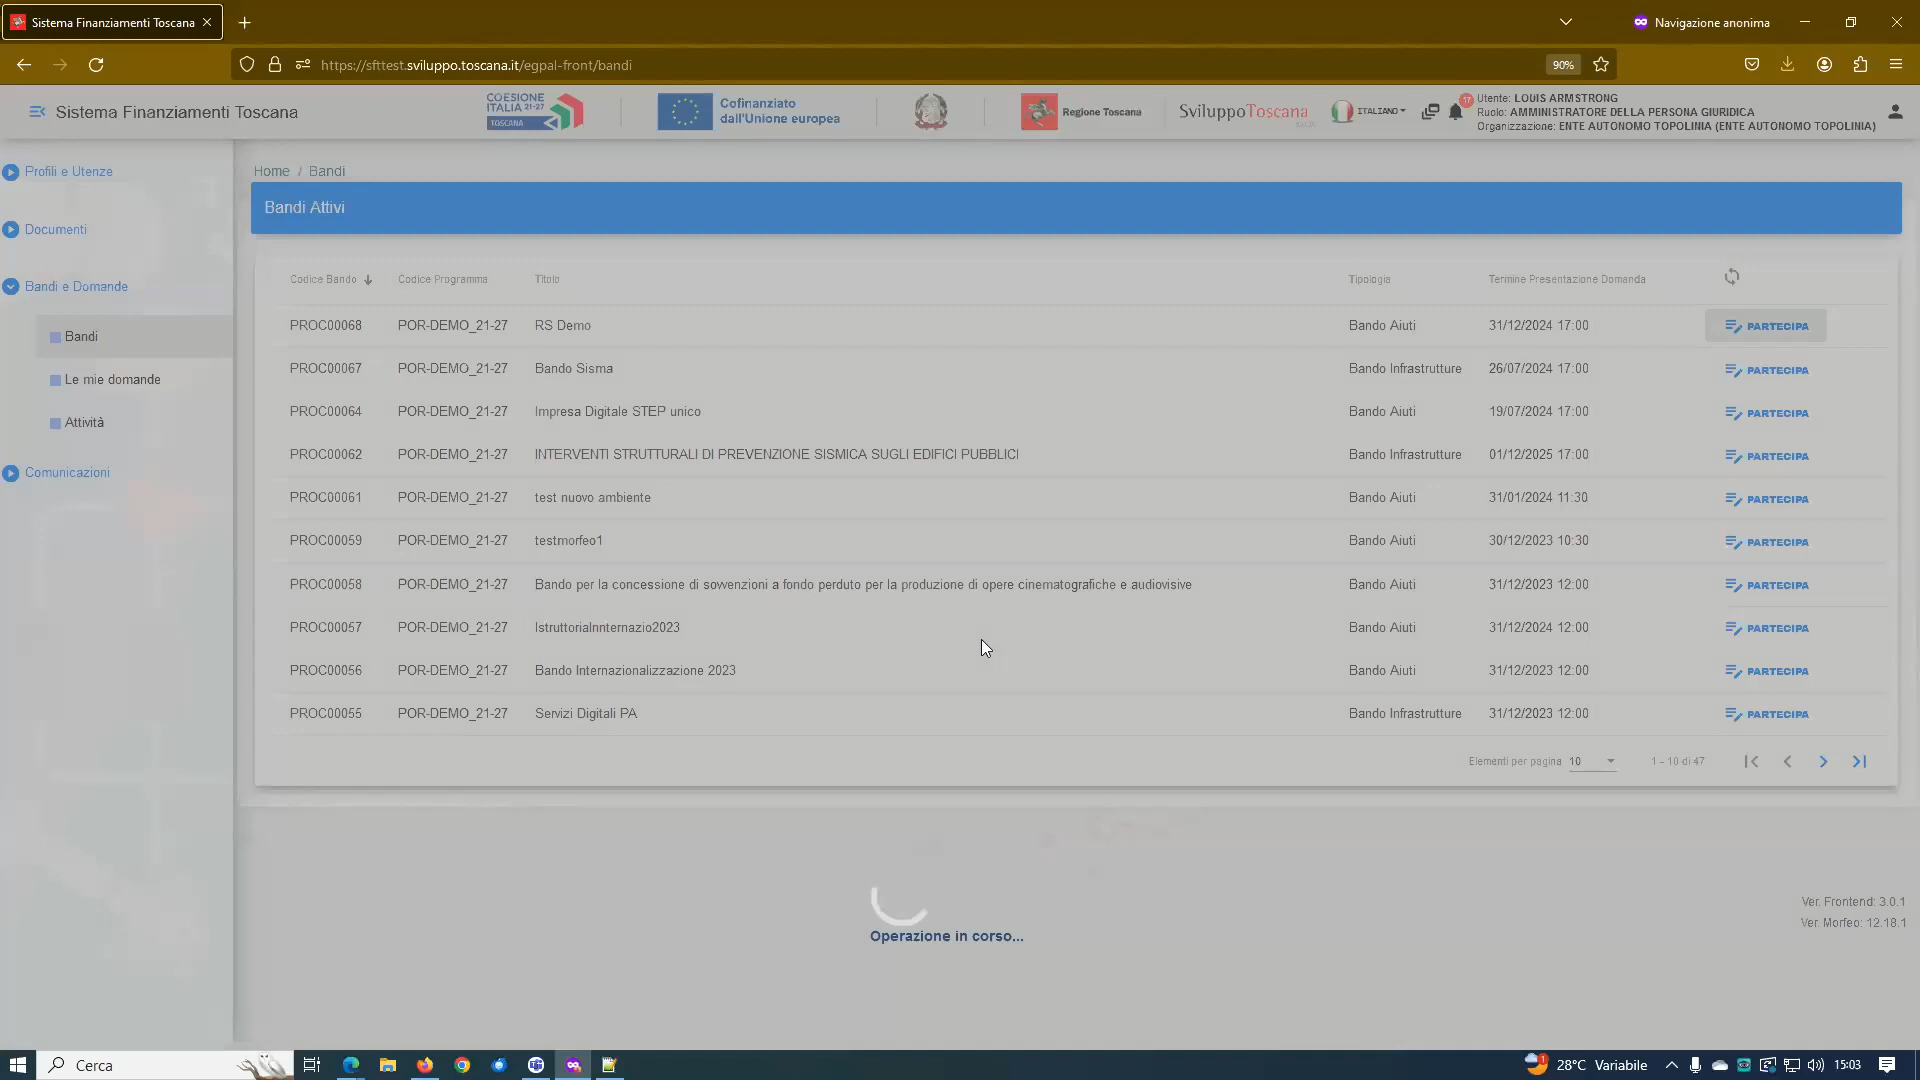 Sistema Finanziamenti Toscana
Navigazione anonima
https://sfttest.sviluppo.toscana.it/egpal-front/bandi
90%
Sistema Finanziamenti Toscana
COESIONE
ITALIA 21-27
TOSCANA
Cofinanziato
dall'Unione europea
Regione Toscana
SviluppoToscana
ITALIANO
17
Utente: LOUIS ARMSTRONG
Ruolo: AMMINISTRATORE DELLA PERSONA GIURIDICA
Organizzazione: ENTE AUTONOMO TOPOLINIA (ENTE AUTONOMO TOPOLINIA)
Profili e Utenze
Documenti
Bandi e Domande
Bandi
Le mie domande
Attività
Comunicazioni
Home / Bandi
Bandi Attivi
Codice Bando Codice Programma Titolo Tipologia Termine Presentazione Domanda
PROC00068 POR-DEMO_21-27 RS Demo Bando Aiuti 31/12/2024 17:00 PARTECIPA
PROC00067 POR-DEMO_21-27 Bando Sisma Bando Infrastrutture 26/07/2024 17:00 PARTECIPA
PROC00064 POR-DEMO_21-27 Impresa Digitale STEP unico Bando Aiuti 19/07/2024 17:00 PARTECIPA
PROC00062 POR-DEMO_21-27 INTERVENTI STRUTTURALI DI PREVENZIONE SISMICA SUGLI EDIFICI PUBBLICI Bando Infrastrutture 01/12/2025 17:00 PARTECIPA
PROC00061 POR-DEMO_21-27 test nuovo ambiente Bando Aiuti 31/01/2024 11:30 PARTECIPA
PROC00059 POR-DEMO_21-27 testmorfeo1 Bando Aiuti 30/12/2023 10:30 PARTECIPA
PROC00058 POR-DEMO_21-27 Bando per la concessione di sovvenzioni a fondo perduto per la produzione di opere cinematografiche e audiovisive Bando Aiuti 31/12/2023 12:00 PARTECIPA
PROC00057 POR-DEMO_21-27 IstruttoriaInnternazio2023 Bando Aiuti 31/12/2024 12:00 PARTECIPA
PROC00056 POR-DEMO_21-27 Bando Internazionalizzazione 2023 Bando Aiuti 31/12/2023 12:00 PARTECIPA
PROC00055 POR-DEMO_21-27 Servizi Digitali PA Bando Infrastrutture 31/12/2023 12:00 PARTECIPA
Elementi per pagina 10 1 - 10 di 47
Operazione in corso...
Ver. Frontend: 3.0.1
Ver. Morfeo: 12.18.1
Cerca
1
28°C Variabile
15:03